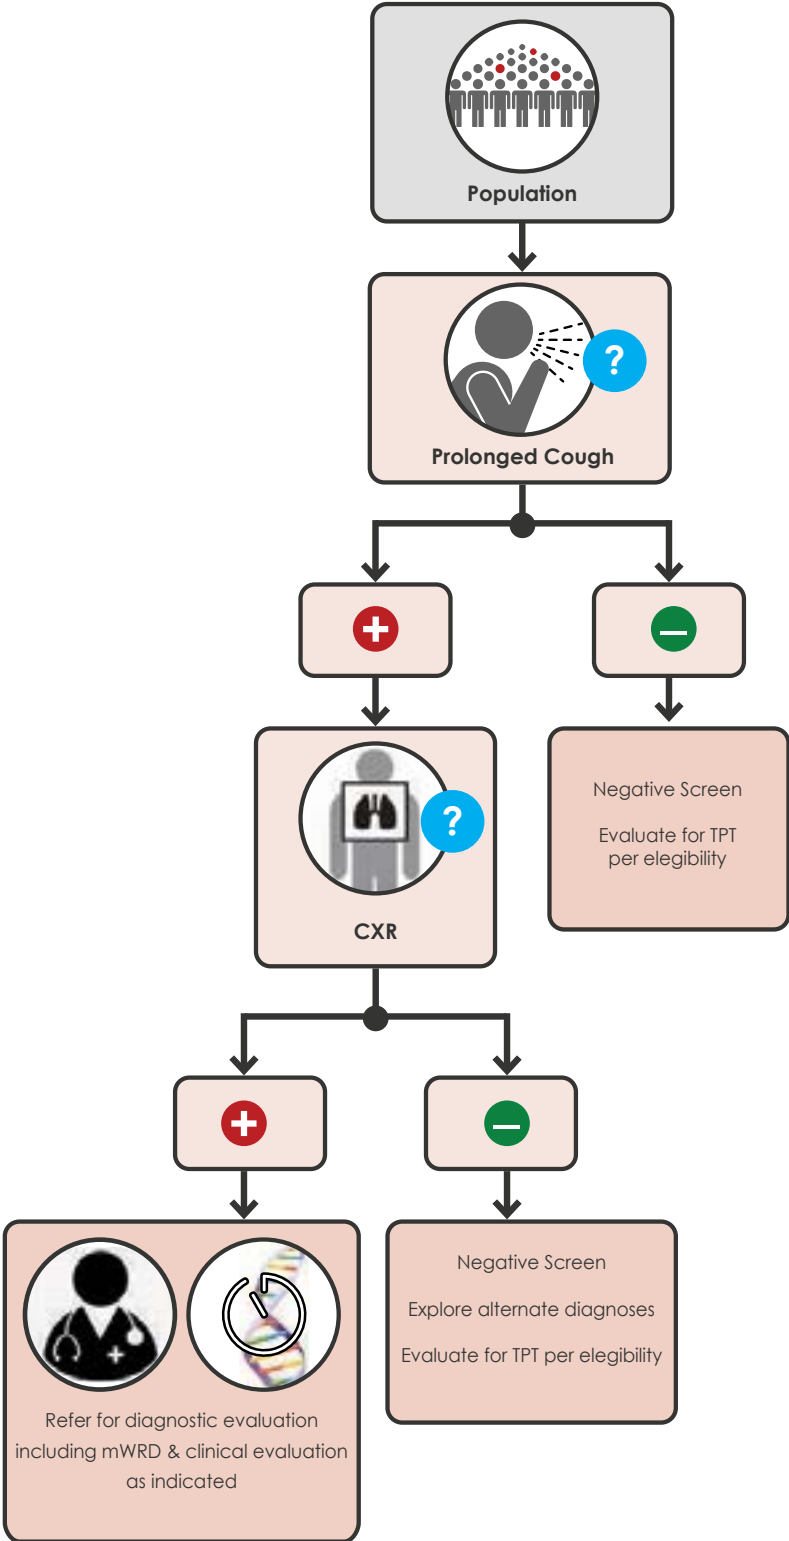 Population
?
Prolonged Cough
+
–
?
CXR
Negative Screen
Evaluate for TPT
per elegibility
+
–
Refer for diagnostic evaluation
including mWRD & clinical evaluation
as indicated
Negative Screen
Explore alternate diagnoses
Evaluate for TPT per elegibility